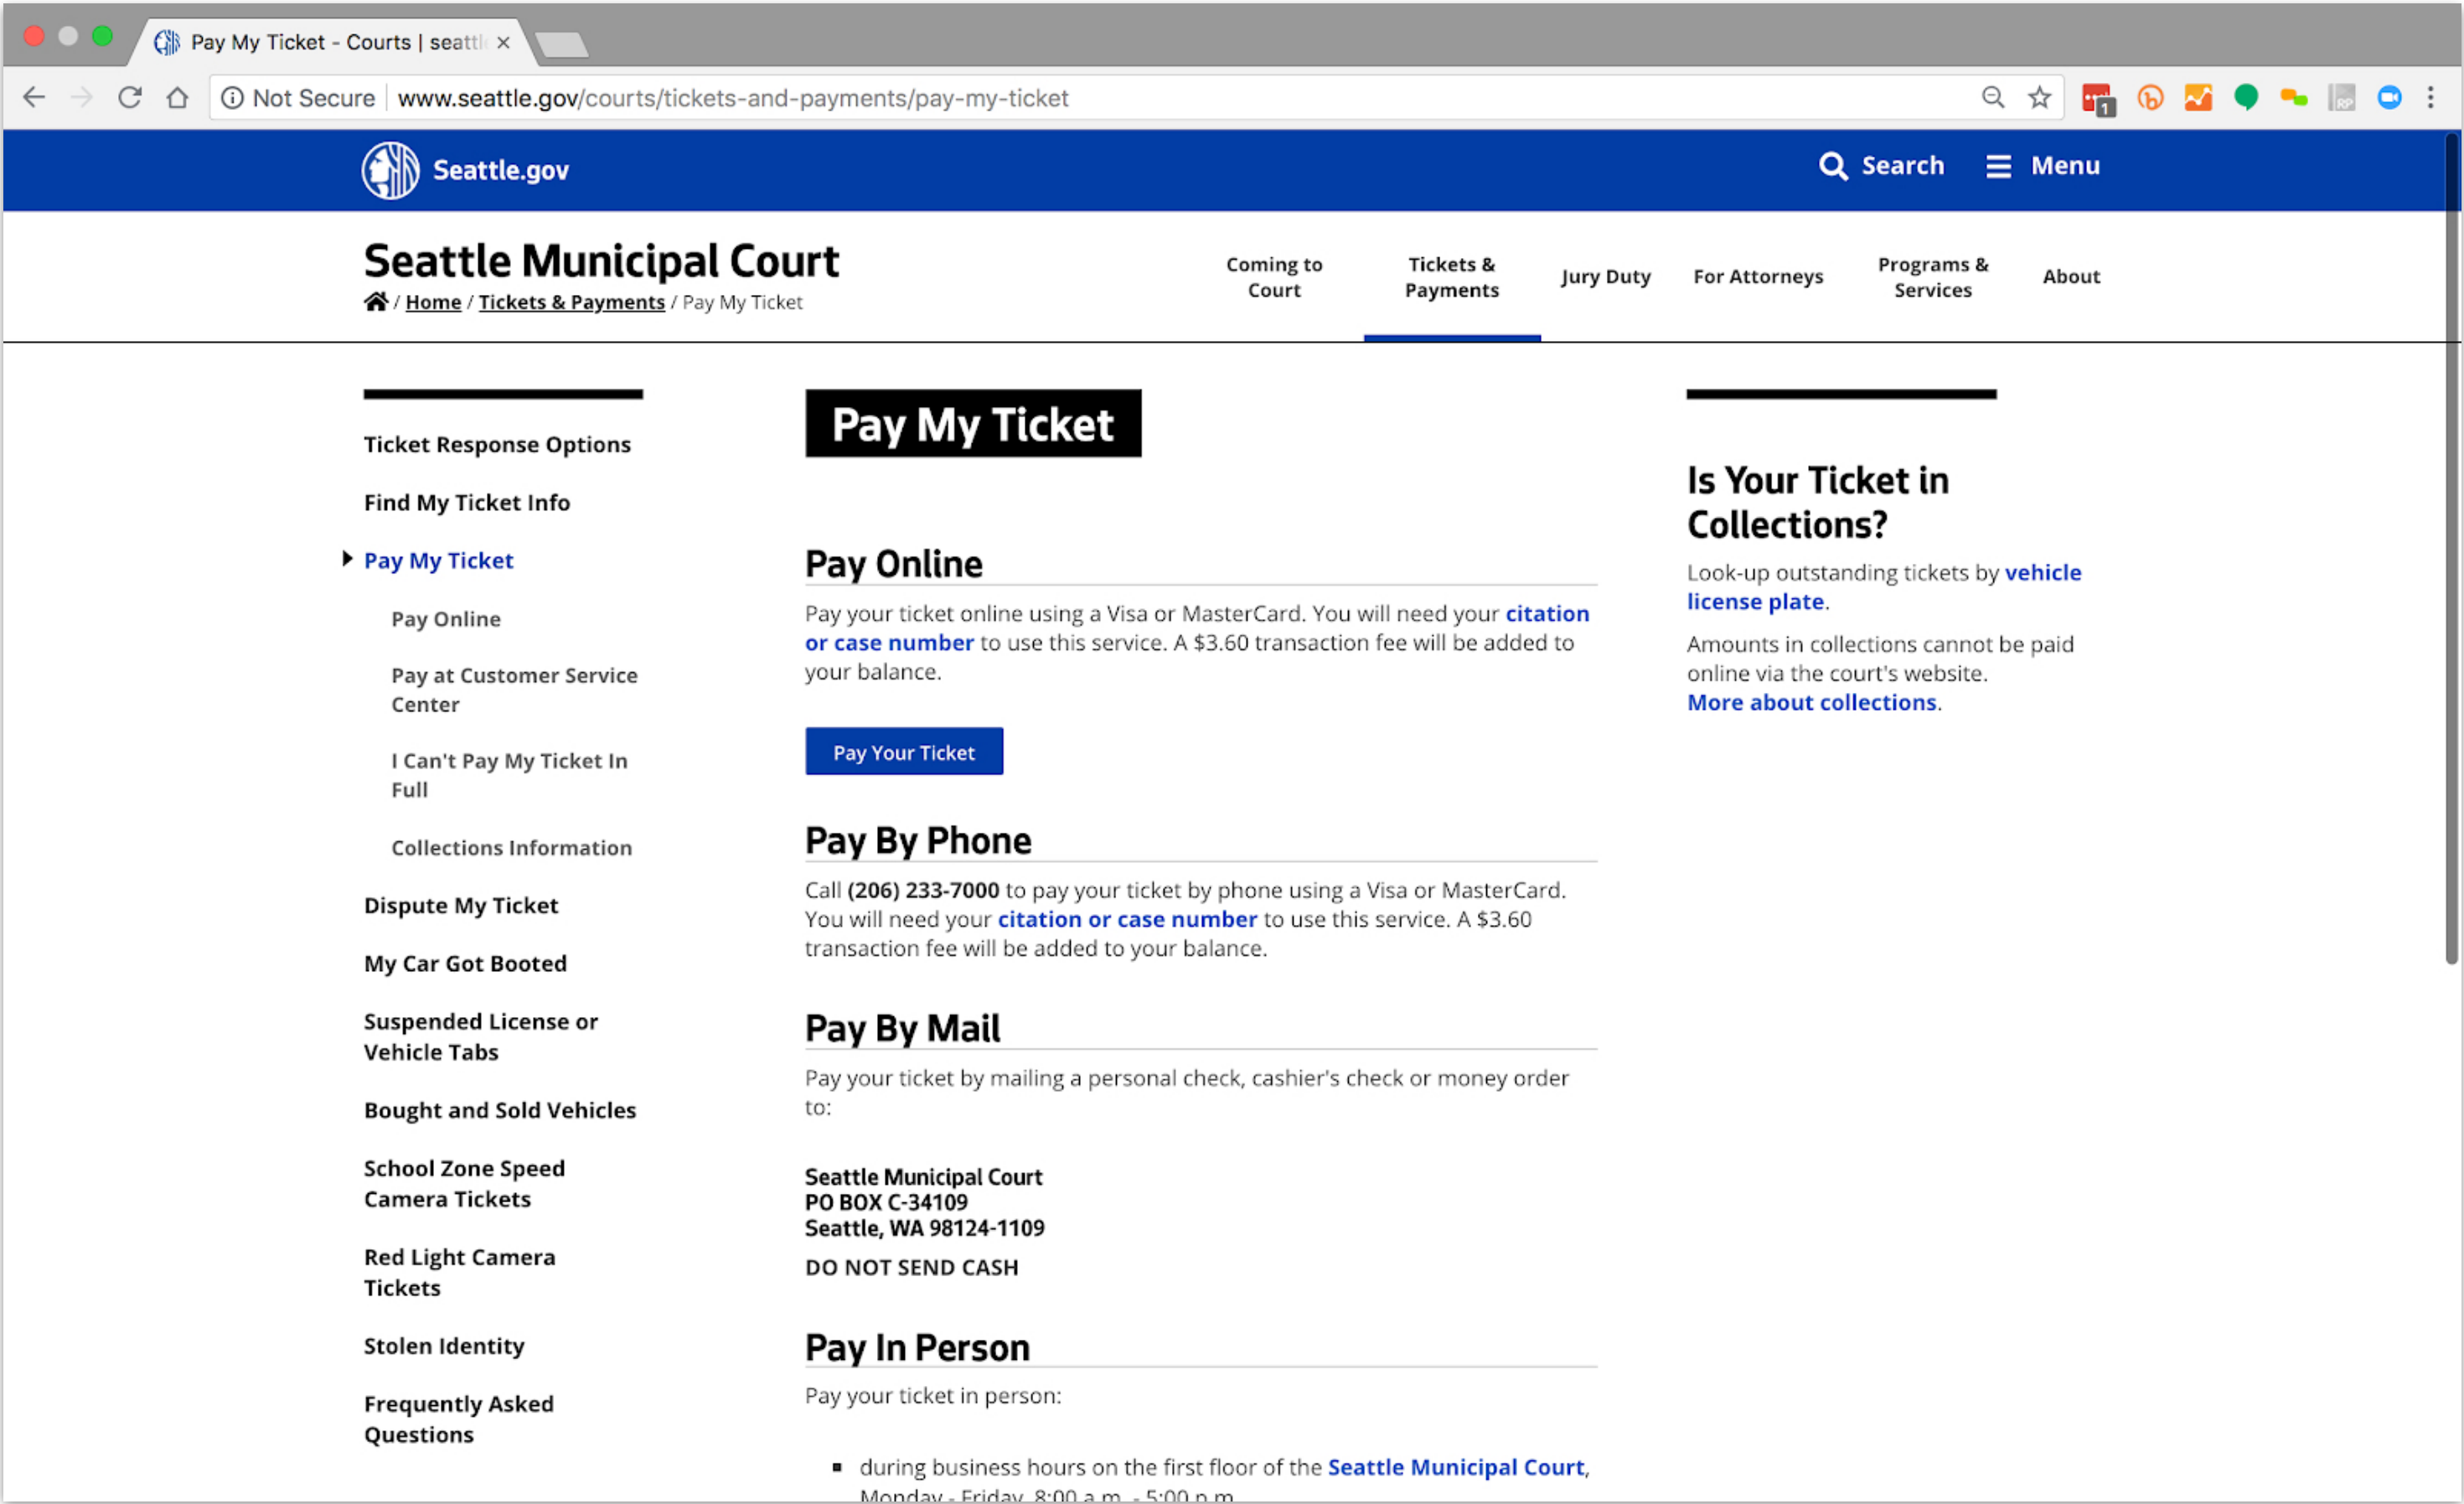 Pay My Ticket - Courts | seattl
Not Secure www.seattle.gov/courts/tickets-and-payments/pay-my-ticket
1
RP
Seattle.gov
Search
Menu
Seattle Municipal Court
/ Home / Tickets & Payments / Pay My Ticket
Coming to
Court
Tickets &
Payments
Jury Duty
For Attorneys
Programs &
Services
About
Ticket Response Options
Find My Ticket Info
Pay My Ticket
Pay Online
Pay at Customer Service
Center
I Can't Pay My Ticket In
Full
Collections Information
Dispute My Ticket
My Car Got Booted
Suspended License or
Vehicle Tabs
Bought and Sold Vehicles
School Zone Speed
Camera Tickets
Red Light Camera
Tickets
Stolen Identity
Frequently Asked
Questions
Pay My Ticket
Pay Online
Pay your ticket online using a Visa or MasterCard. You will need your citation
or case number to use this service. A $3.60 transaction fee will be added to
your balance.
Pay Your Ticket
Pay By Phone
Call (206) 233-7000 to pay your ticket by phone using a Visa or MasterCard.
You will need your citation or case number to use this service. A $3.60
transaction fee will be added to your balance.
Pay By Mail
Pay your ticket by mailing a personal check, cashier's check or money order
to:
Seattle Municipal Court
PO BOX C-34109
Seattle, WA 98124-1109
DO NOT SEND CASH
Pay In Person
Pay your ticket in person:
during business hours on the first floor of the Seattle Municipal Court,
Monday - Friday, 8:00 a.m. - 5:00 p.m.
Is Your Ticket in
Collections?
Look-up outstanding tickets by vehicle
license plate.
Amounts in collections cannot be paid
online via the court's website.
More about collections.